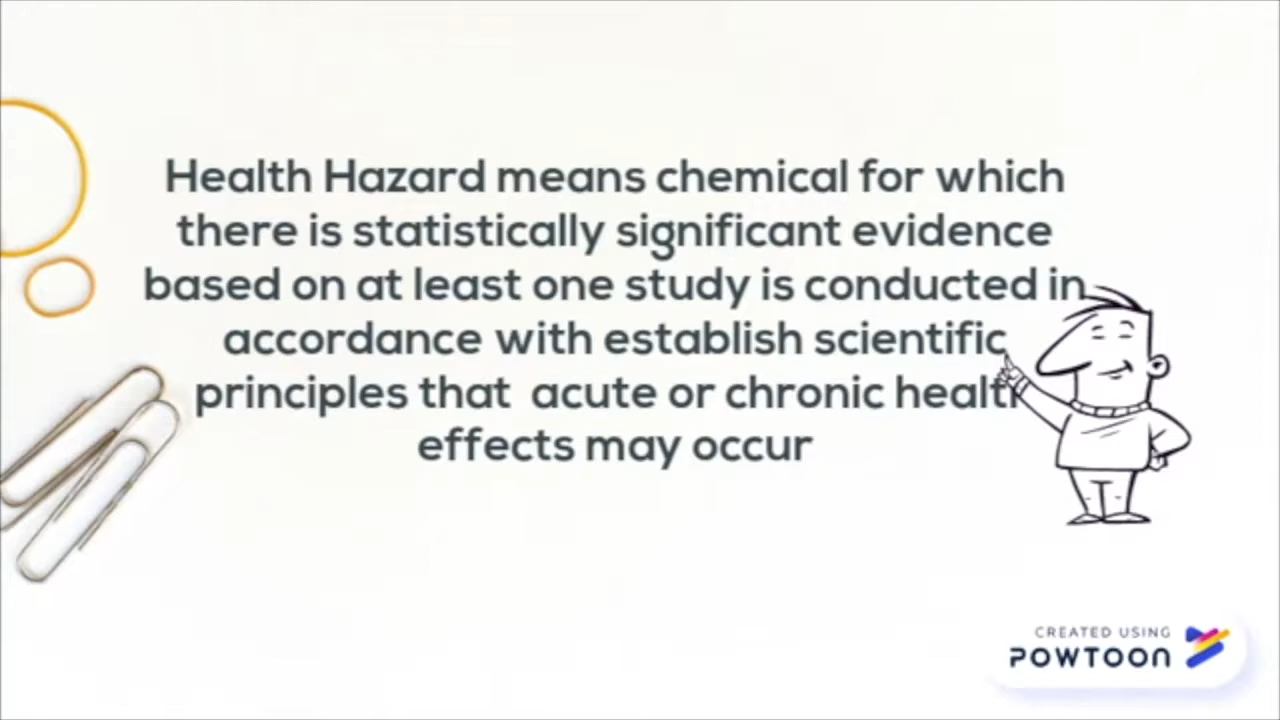 Health Hazard means chemical for which
there is statistically significant evidence
based on at least one study is conducted in
accordance with establish scientific
principles that acute or chronic health
effects may occur
CREATED USING
POWTOON